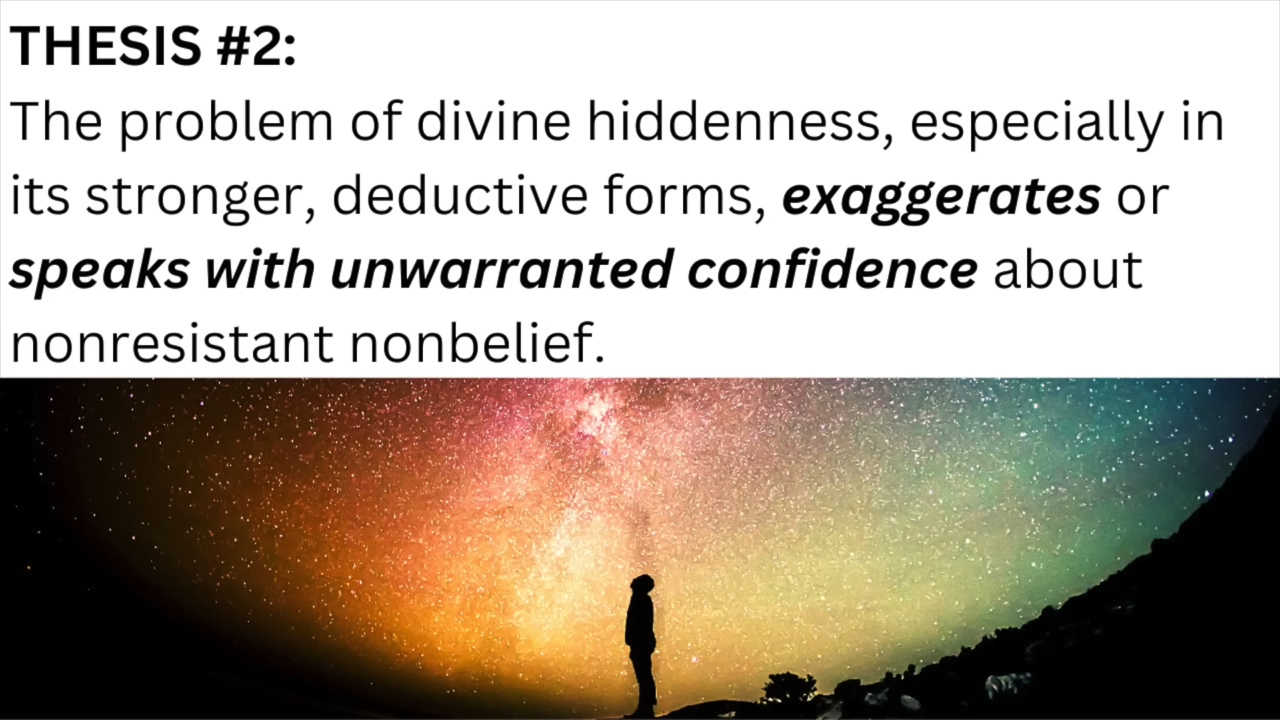 THESIS #2:
The problem of divine hiddenness, especially in
its stronger, deductive forms, exaggerates or
speaks with unwarranted confidence about
nonresistant nonbelief.